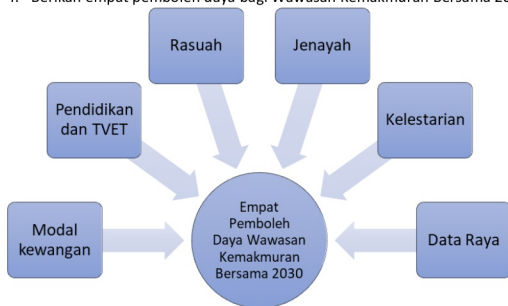 Berikan empat pemboleh daya bagi Wawasan Kemakmuran Bersama
Rasuah
Jenayah
Pendidikan
dan TVET
Kelestarian
Modal
kewangan
Empat
Pemboleh
Daya Wawasan
Kemakmuran
Bersama 2030
Data Raya